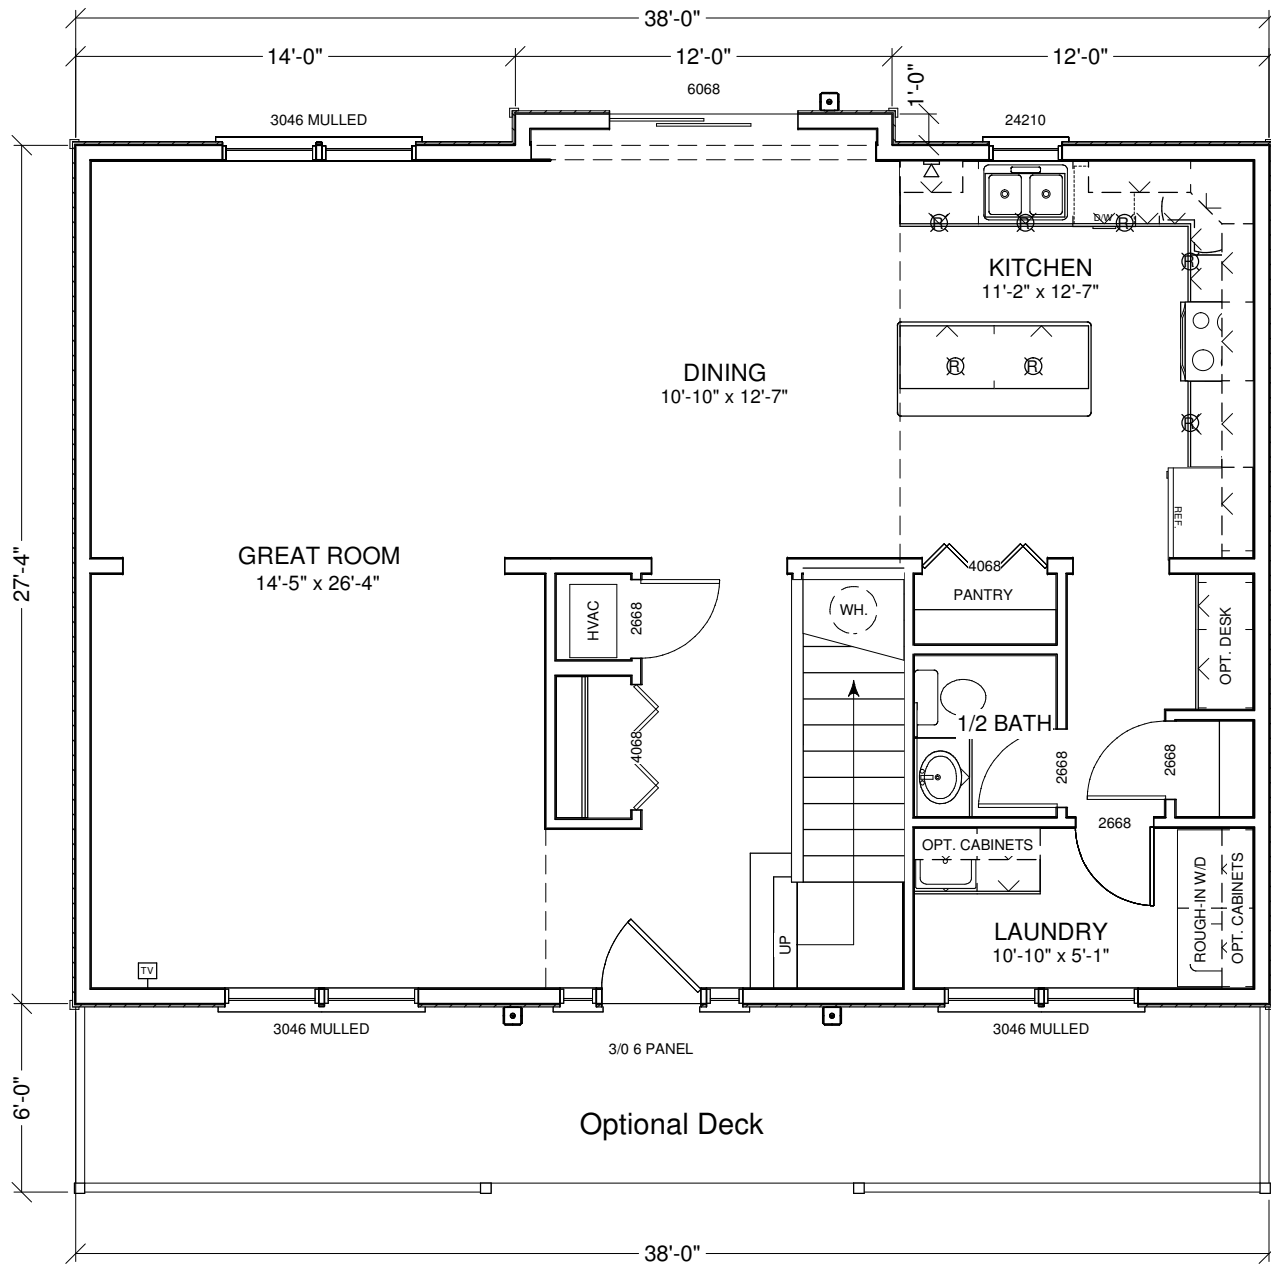 38'-0"
14'-0"
12'-0"
12'-0"
1'-0"
6068
3046 MULLED
24210
D/W
R
R
R
KITCHEN
11'-2" x 12'-7"
R
DINING
10'-10" x 12'-7"
R
R
R
REF.
27'-4"
GREAT ROOM
14'-5" x 26'-4"
4068
PANTRY
HVAC
2668
WH.
OPT. DESK
1/2 BATH
4068
2668
2668
2668
OPT. CABINETS
ROUGH-IN W/D
OPT. CABINETS
LAUNDRY
10'-10" x 5'-1"
UP
TV
3046 MULLED
3/0 6 PANEL
3046 MULLED
6'-0"
Optional Deck
38'-0"